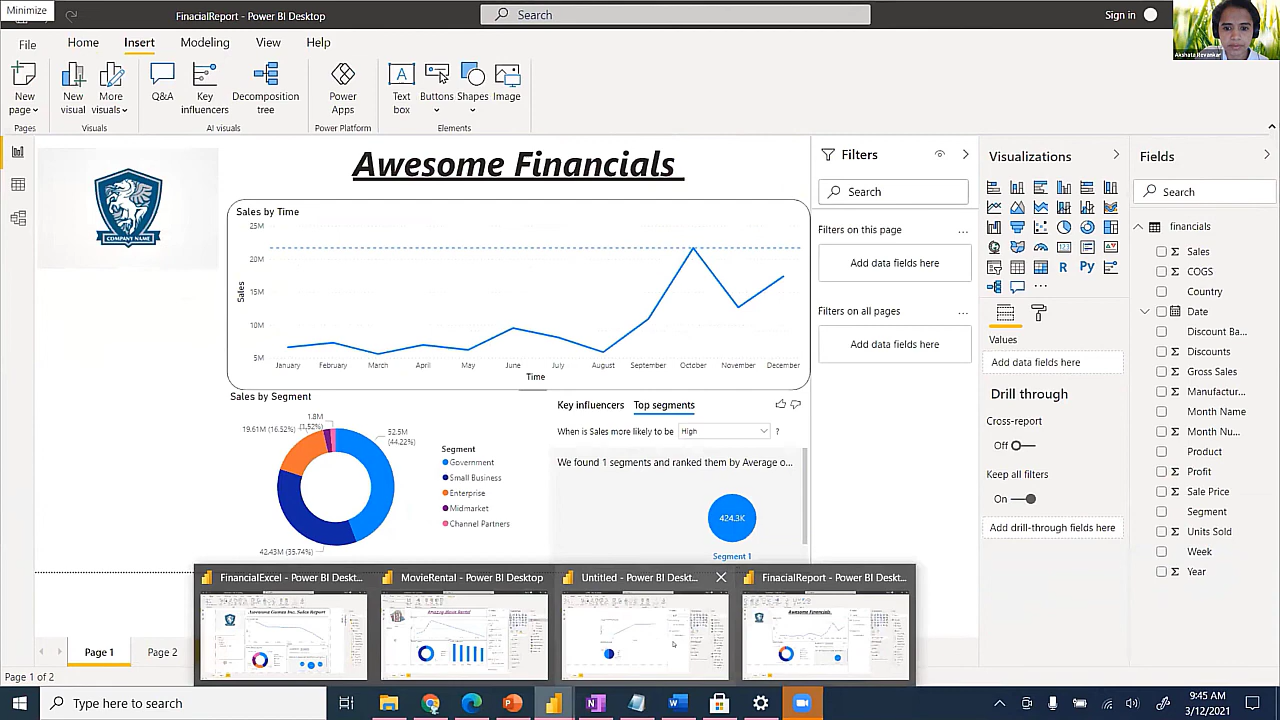 Minimize
FinacialReport - Power BI Desktop
Search
Sign in
Akshata Revankar
File
Home
Insert
Modeling
View
Help
New page
New visual
More visuals
Q&A
Key influencers
Decomposition tree
Power Apps
Text box
Buttons
Shapes
Image
Pages
Visuals
AI visuals
Power Platform
Elements
COMPANY NAME
Awesome Financials
Sales by Time
25M
20M
15M
10M
5M
Sales
January
February
March
April
May
June
July
August
September
October
November
December
Time
Sales by Segment
1.8M
(1.52%)
19.61M (16.52%)
52.5M
(44.22%)
42.43M (35.74%)
Segment
Government
Small Business
Enterprise
Midmarket
Channel Partners
Key influencers
Top segments
When is Sales more likely to be
High
?
We found 1 segments and ranked them by Average o...
424.3K
Segment 1
Filters
Search
Filters on this page
...
Add data fields here
Filters on all pages
...
Add data fields here
Visualizations
R
Py
...
Values
Add data fields here
Drill through
Cross-report
Off
Keep all filters
On
Add drill-through fields here
Fields
Search
financials
Sales
COGS
Country
Date
Discount Ba...
Discounts
Gross Sales
Manufactur...
Month Name
Month Nu...
Product
Profit
Sale Price
Segment
Units Sold
Week
Year
FinancialExcel - Power BI Deskt...
MovieRental - Power BI Desktop
Untitled - Power BI Deskt...
FinacialReport - Power BI Deskt...
Awesome Financials
Page 1
Page 2
Page 1 of 2
Type here to search
9:45 AM
3/12/2021